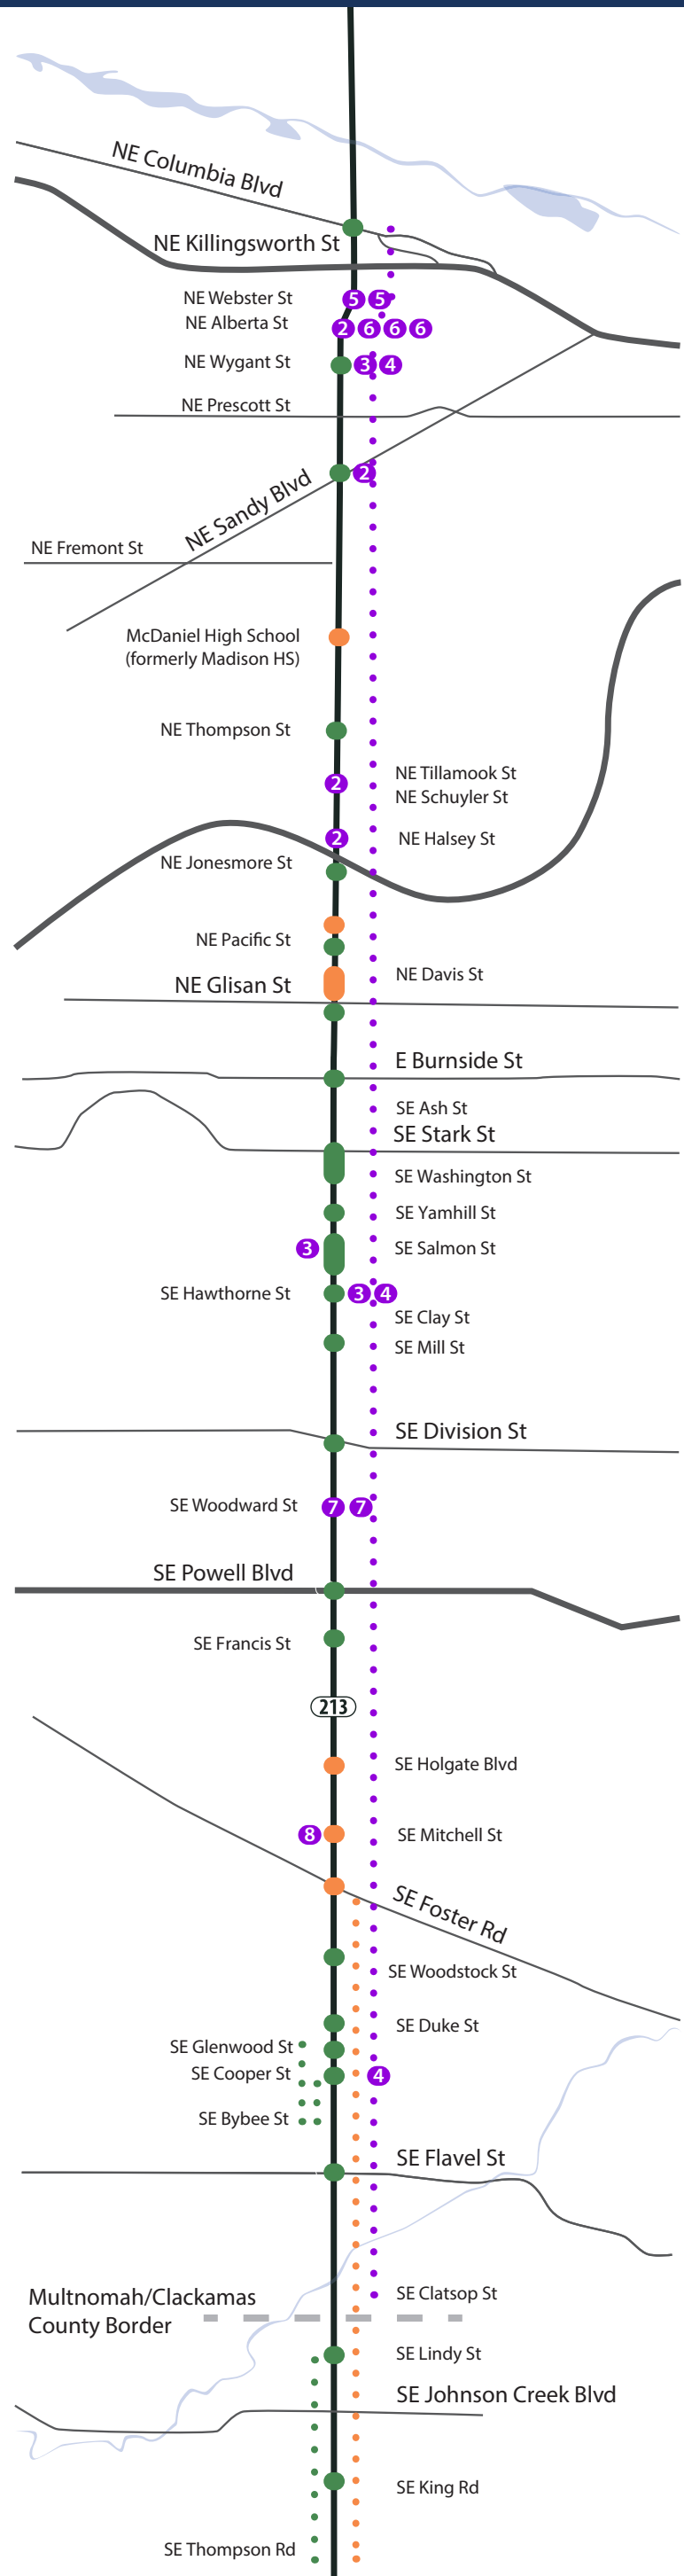 NE Columbia Blvd
NE Killingsworth St
NE Webster St
5 5
NE Alberta St
2 6 6 6
NE Wygant St
3 4
NE Prescott St
2
NE Sandy Blvd
NE Fremont St
McDaniel High School
(formerly Madison HS)
NE Thompson St
NE Tillamook St
2
NE Schuyler St
2
NE Halsey St
NE Jonesmore St
NE Pacific St
NE Davis St
NE Glisan St
E Burnside St
SE Ash St
SE Stark St
SE Washington St
SE Yamhill St
3
SE Salmon St
SE Hawthorne St
3 4
SE Clay St
SE Mill St
SE Division St
SE Woodward St
7 7
SE Powell Blvd
SE Francis St
213
SE Holgate Blvd
8
SE Mitchell St
SE Foster Rd
SE Woodstock St
SE Duke St
SE Glenwood St
SE Cooper St
4
SE Bybee St
SE Flavel St
SE Clatsop St
Multnomah/Clackamas
County Border
SE Lindy St
SE Johnson Creek Blvd
SE King Rd
SE Thompson Rd